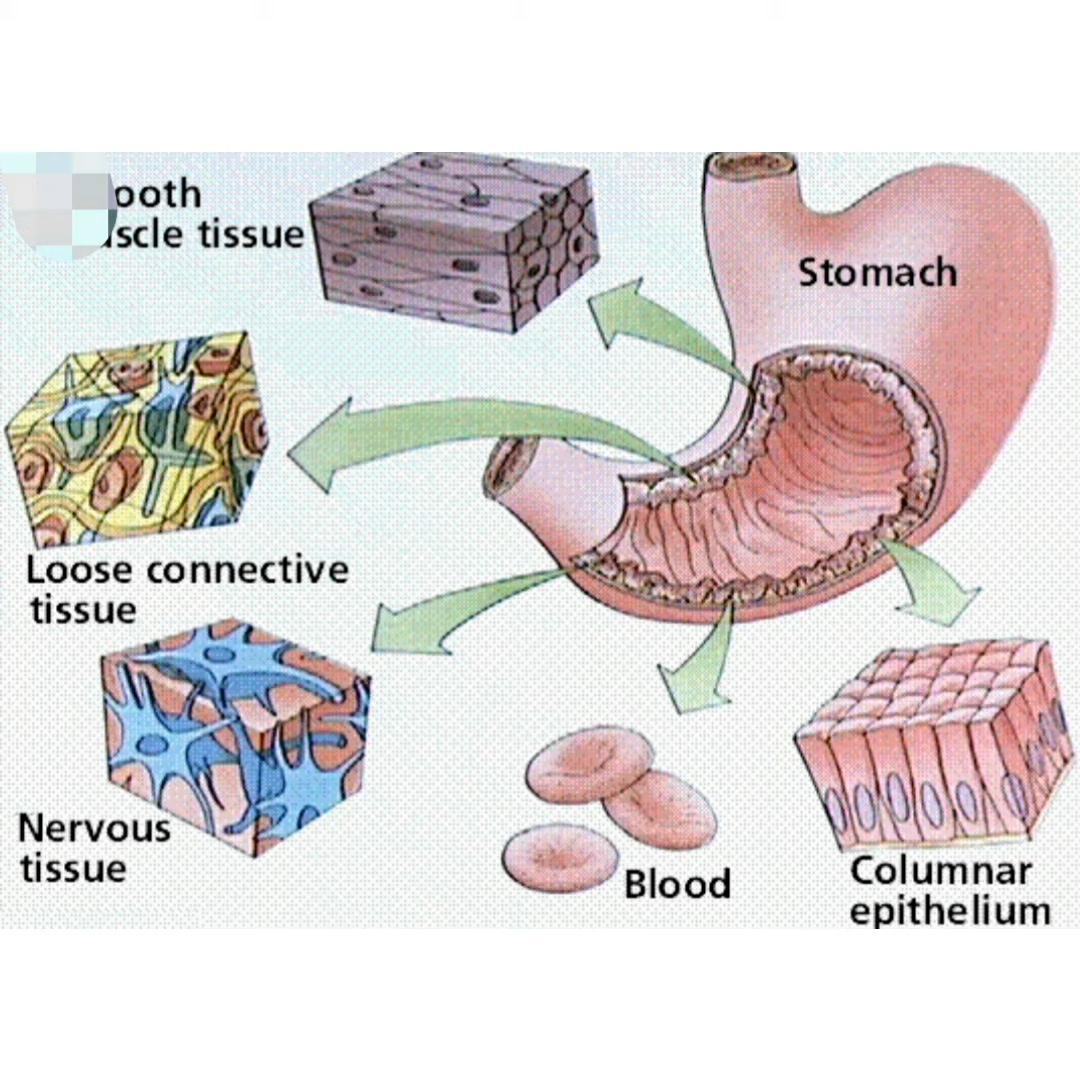 ooth
scle tissue
Stomach
Loose connective
tissue
Nervous
tissue
Blood
Columnar
epithelium